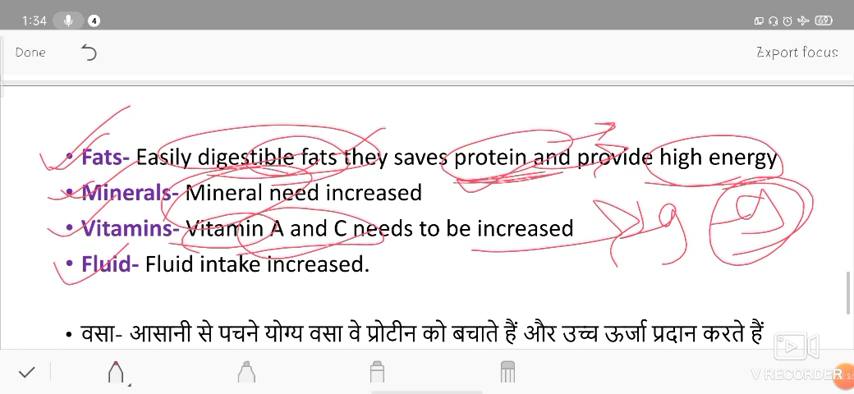 1:34
4
69
Done
Export focus
• Fats- Easily digestible fats they saves protein and provide high energy
• Minerals- Mineral need increased
• Vitamins- Vitamin A and C needs to be increased
• Fluid- Fluid intake increased.
• वसा- आसानी से पचने योग्य वसा वे प्रोटीन को बचाते हैं और उच्च ऊर्जा प्रदान करते हैं
V RECORDER